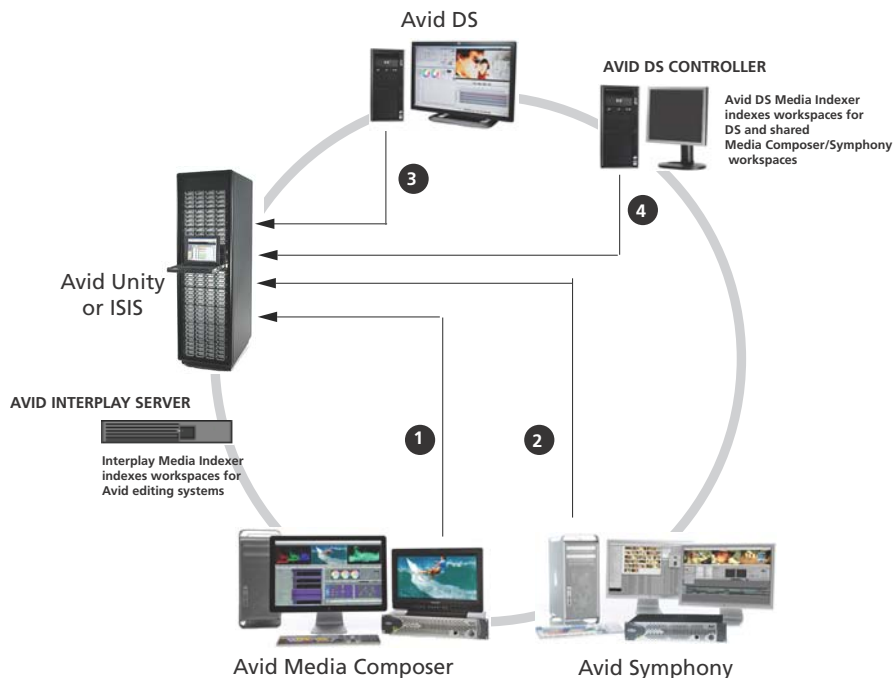 Avid DS
AVID DS CONTROLLER
Avid DS Media Indexer
indexes workspaces for
DS and shared
Media Composer/Symphony
workspaces
3
4
Avid Unity
or ISIS
AVID INTERPLAY SERVER
Interplay Media Indexer
indexes workspaces for
Avid editing systems
1
2
Avid Media Composer
Avid Symphony